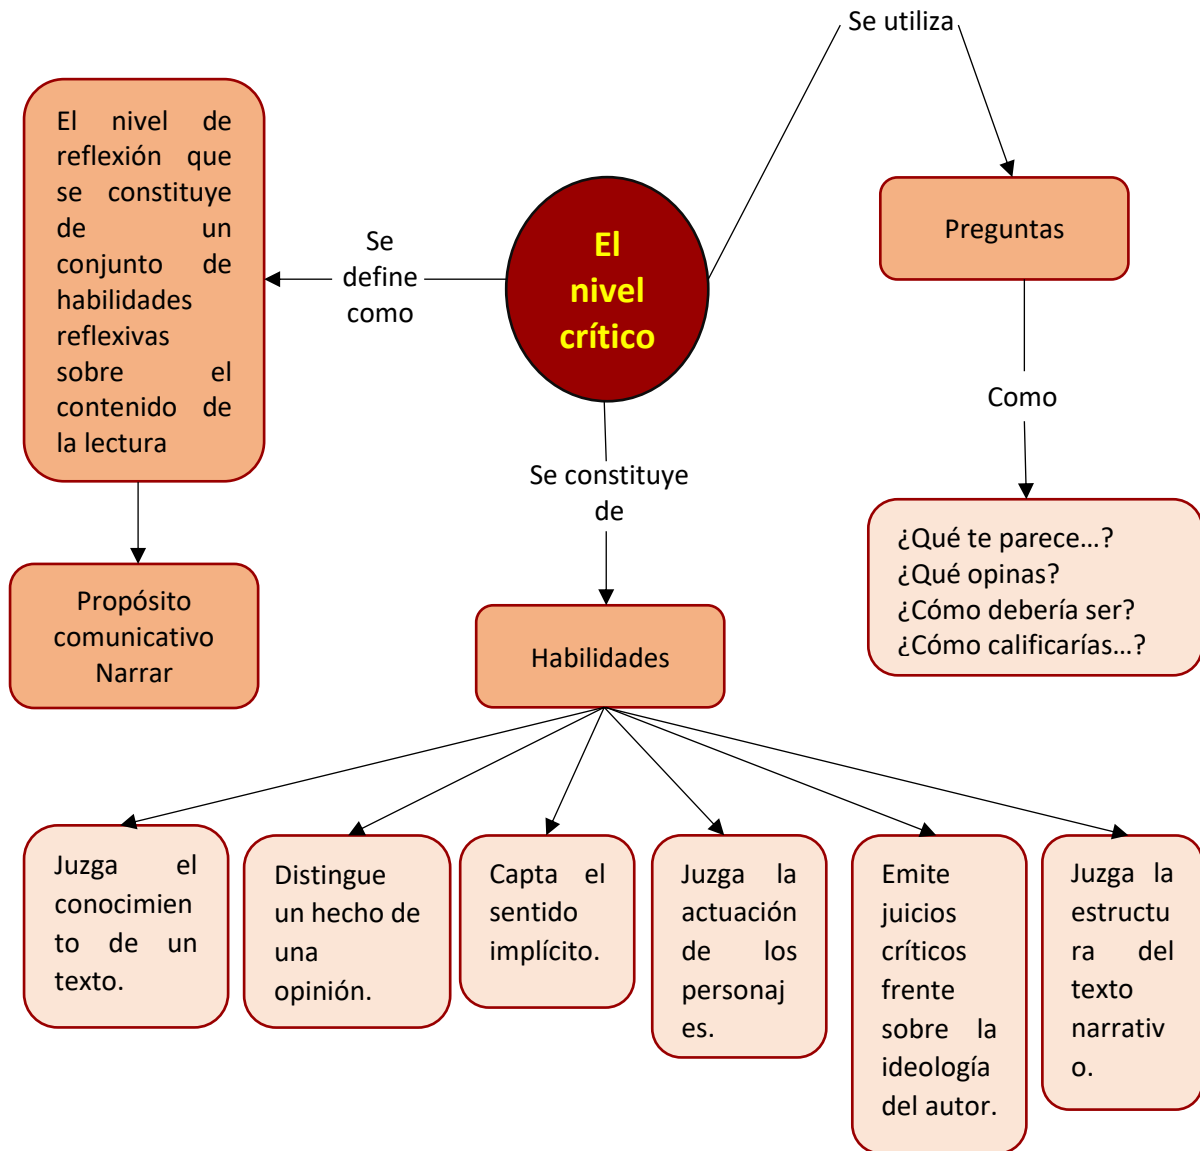 Se utiliza
El nivel de
reflexión que
se constituye
de un
conjunto de
habilidades
reflexivas
sobre el
contenido de
la lectura
Se
define
como
El
nivel
crítico
Preguntas
Como
Se constituye
de
¿Qué te parece…?
¿Qué opinas?
¿Cómo debería ser?
¿Cómo calificarías…?
Propósito
comunicativo
Narrar
Habilidades
Juzga el
conocimien
to de un
texto.
Distingue
un hecho de
una
opinión.
Capta el
sentido
implícito.
Juzga la
actuación
de los
personaj
es.
Emite
juicios
críticos
frente
sobre la
ideología
del autor.
Juzga la
estructu
ra del
texto
narrativ
o.